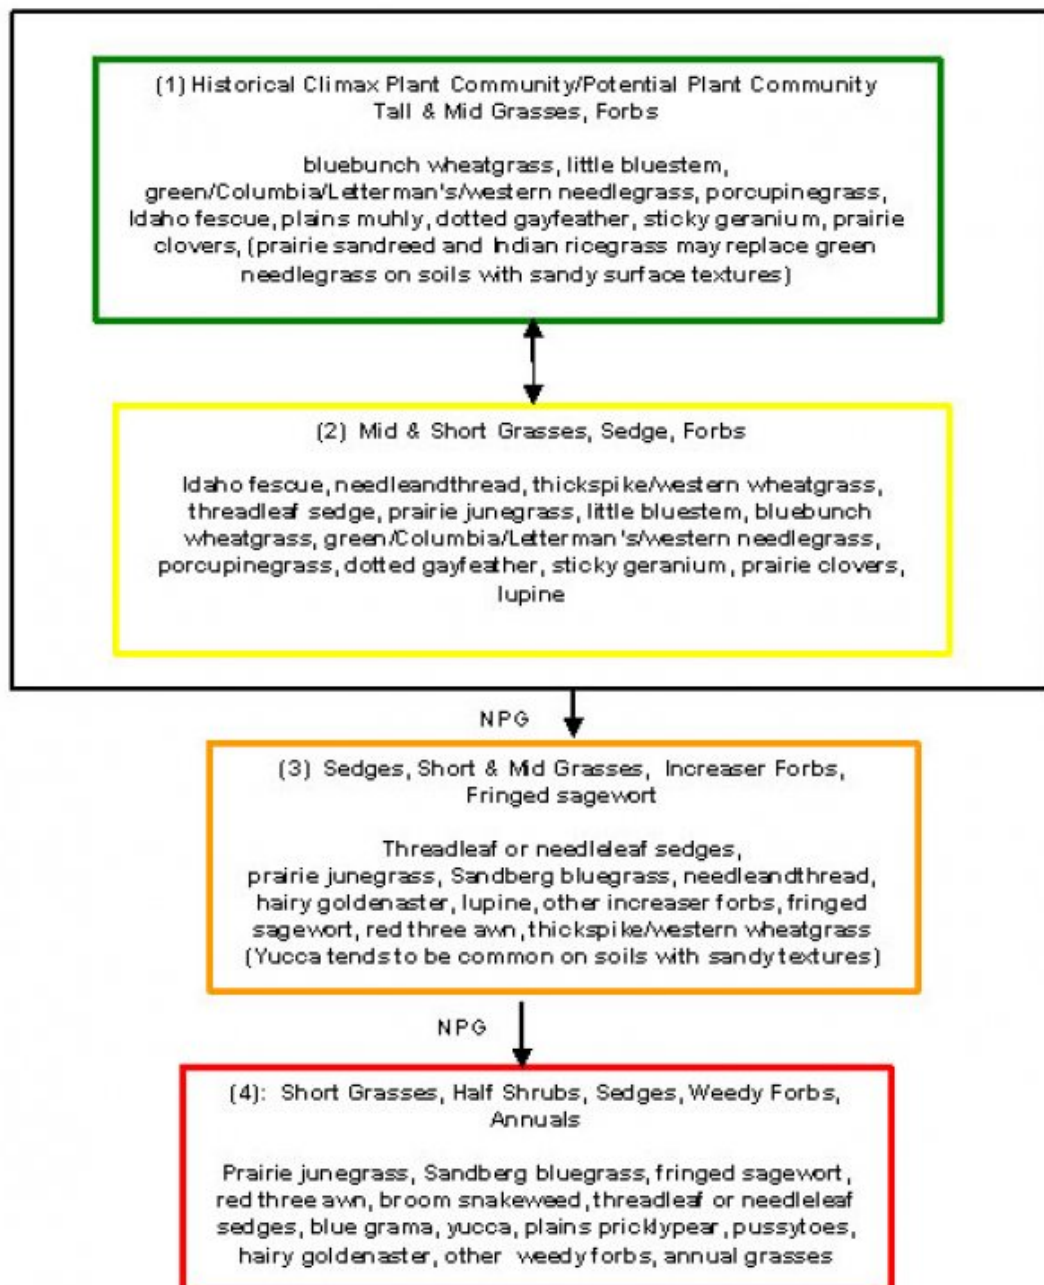 (1) Historical Climax Plant Community/Potential Plant Community
Tall & Mid Grasses, Forbs
bluebunch wheatgrass, little bluestem,
green/Columbia/Letterman's/western needlegrass, porcupinegrass,
Idaho fescue, plains muhly, dotted gayfeather, sticky geranium, prairie
clovers, (prairie sandreed and Indian ricegrass may replace green
needlegrass on soils with sandy surface textures)
(2) Mid & Short Grasses, Sedge, Forbs
Idaho fescue, needleandthread, thickspike/western wheatgrass,
threadleaf sedge, prairie junegrass, little bluestem, bluebunch
wheatgrass, green/Columbia/Letterman's/western needlegrass,
porcupinegrass, dotted gayfeather, sticky geranium, prairie clovers,
lupine
NPG
(3) Sedges, Short & Mid Grasses, Increaser Forbs,
Fringed sagewort
Threadleaf or needleleaf sedges,
prairie junegrass, Sandberg bluegrass, needleandthread,
hairy goldenaster, lupine, other increaser forbs, fringed
sagewort, red three awn, thickspike/western wheatgrass
(Yucca tends to be common on soils with sandy textures)
NPG
(4): Short Grasses, Half Shrubs, Sedges, Weedy Forbs,
Annuals
Prairie junegrass, Sandberg bluegrass, fringed sagewort,
red three awn, broom snakeweed, threadleaf or needleleaf
sedges, blue grama, yucca, plains pricklypear, pussytoes,
hairy goldenaster, other weedy forbs, annual grasses